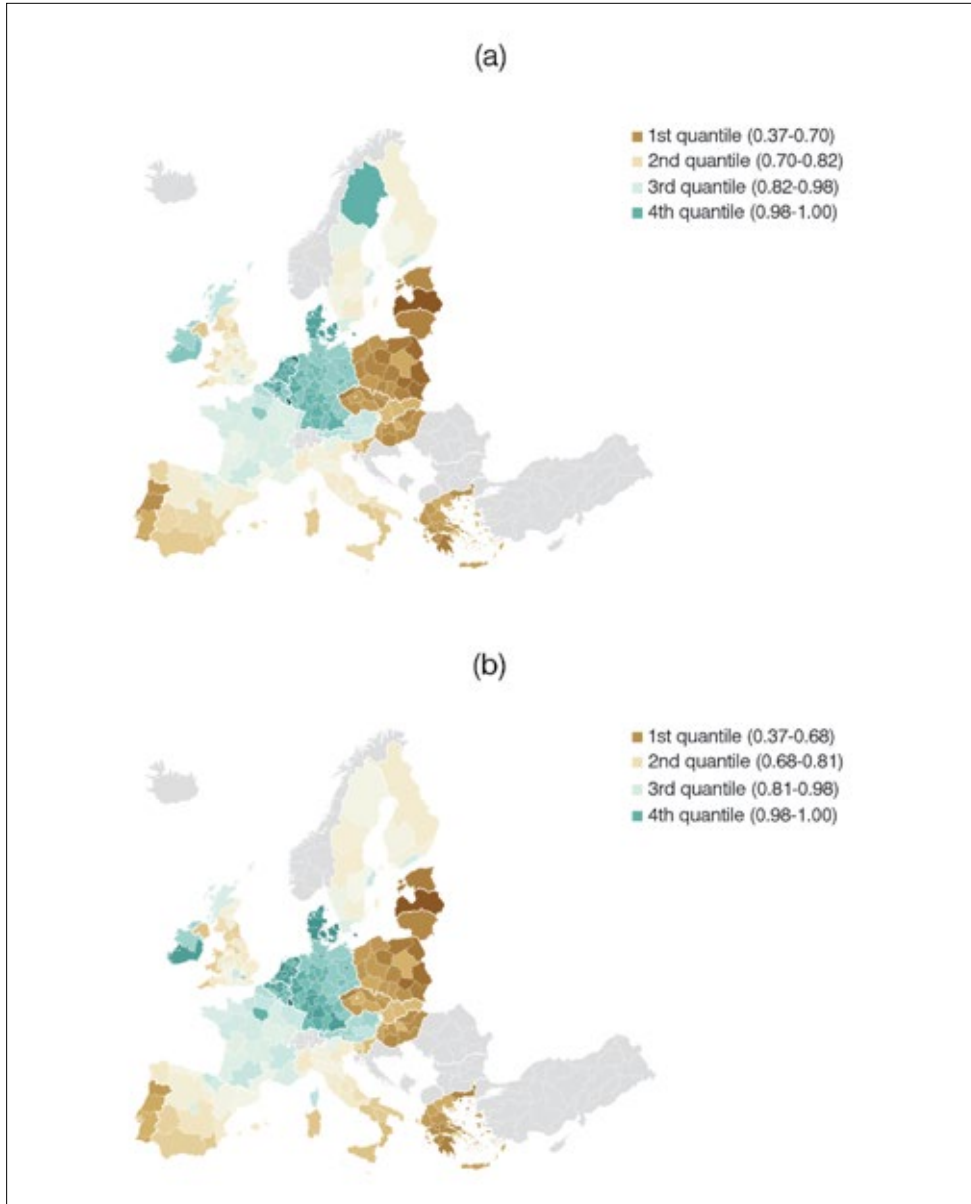 (a)
1st quantile (0.37-0.70)
2nd quantile (0.70-0.82)
3rd quantile (0.82-0.98)
4th quantile (0.98-1.00)
(b)
1st quantile (0.37-0.68)
2nd quantile (0.68-0.81)
3rd quantile (0.81-0.98)
4th quantile (0.98-1.00)